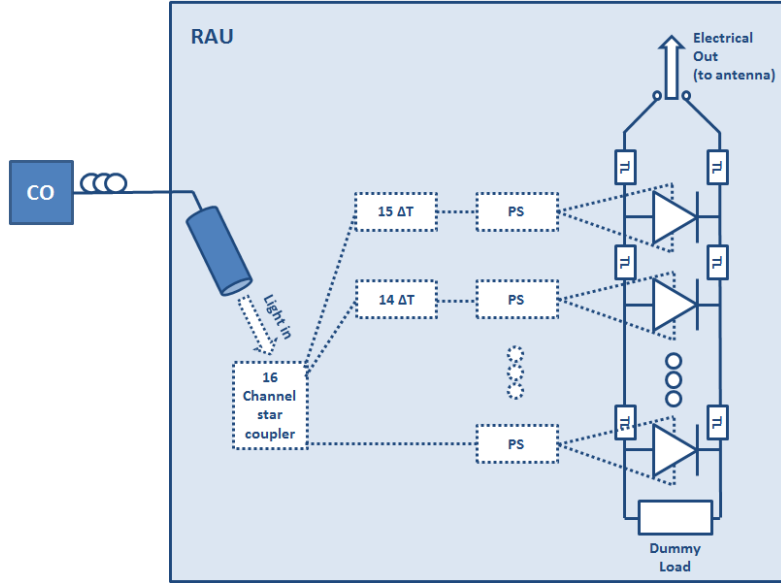 RAU
Electrical
Out
(to antenna)
CO
TL
TL
15 ΔT
PS
TL
TL
14 ΔT
PS
Light in
16
Channel
star
coupler
TL
TL
PS
Dummy
Load